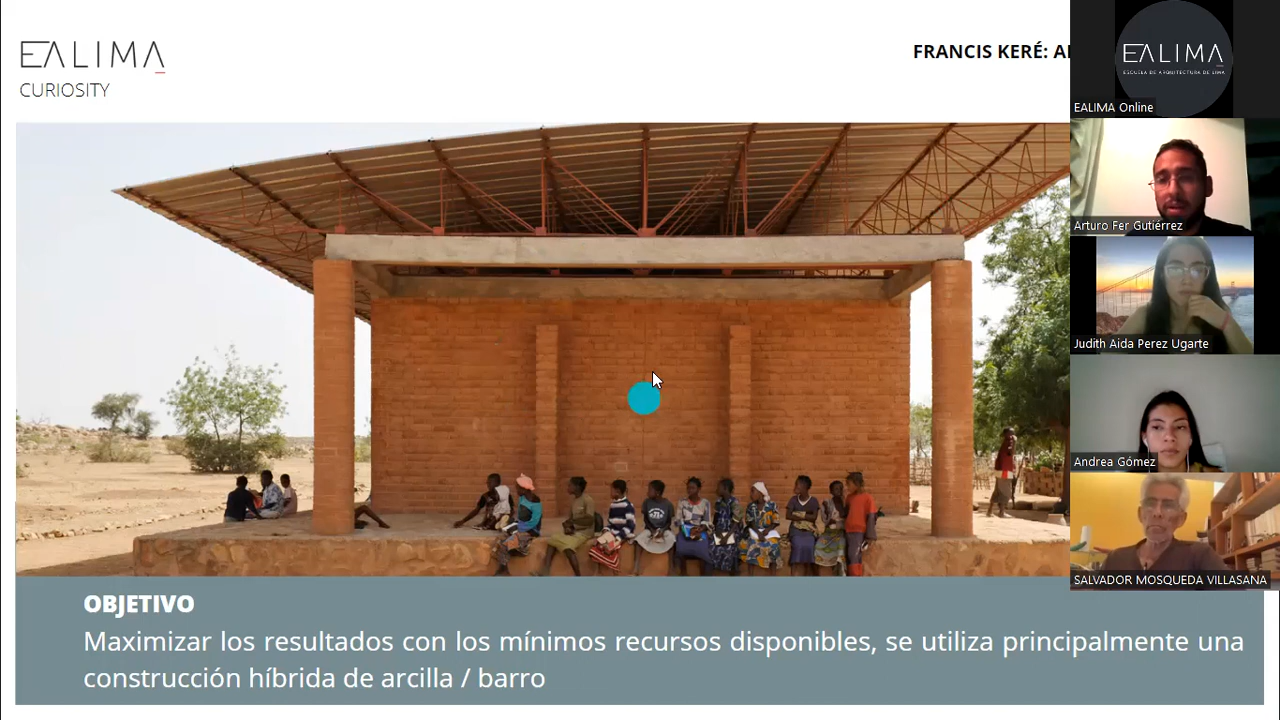 EALIMA
CURIOSITY
FRANCIS KERÉ:
EALIMA
ESCUELA DE ARQUITECTURA DE LIMA
EALIMA Online
Arturo Fer Gutiérrez
Judith Aida Perez Ugarte
Andrea Gómez
SALVADOR MOSQUEDA VILLASANA
OBJETIVO
Maximizar los resultados con los mínimos recursos disponibles, se utiliza principalmente una
construcción híbrida de arcilla / barro